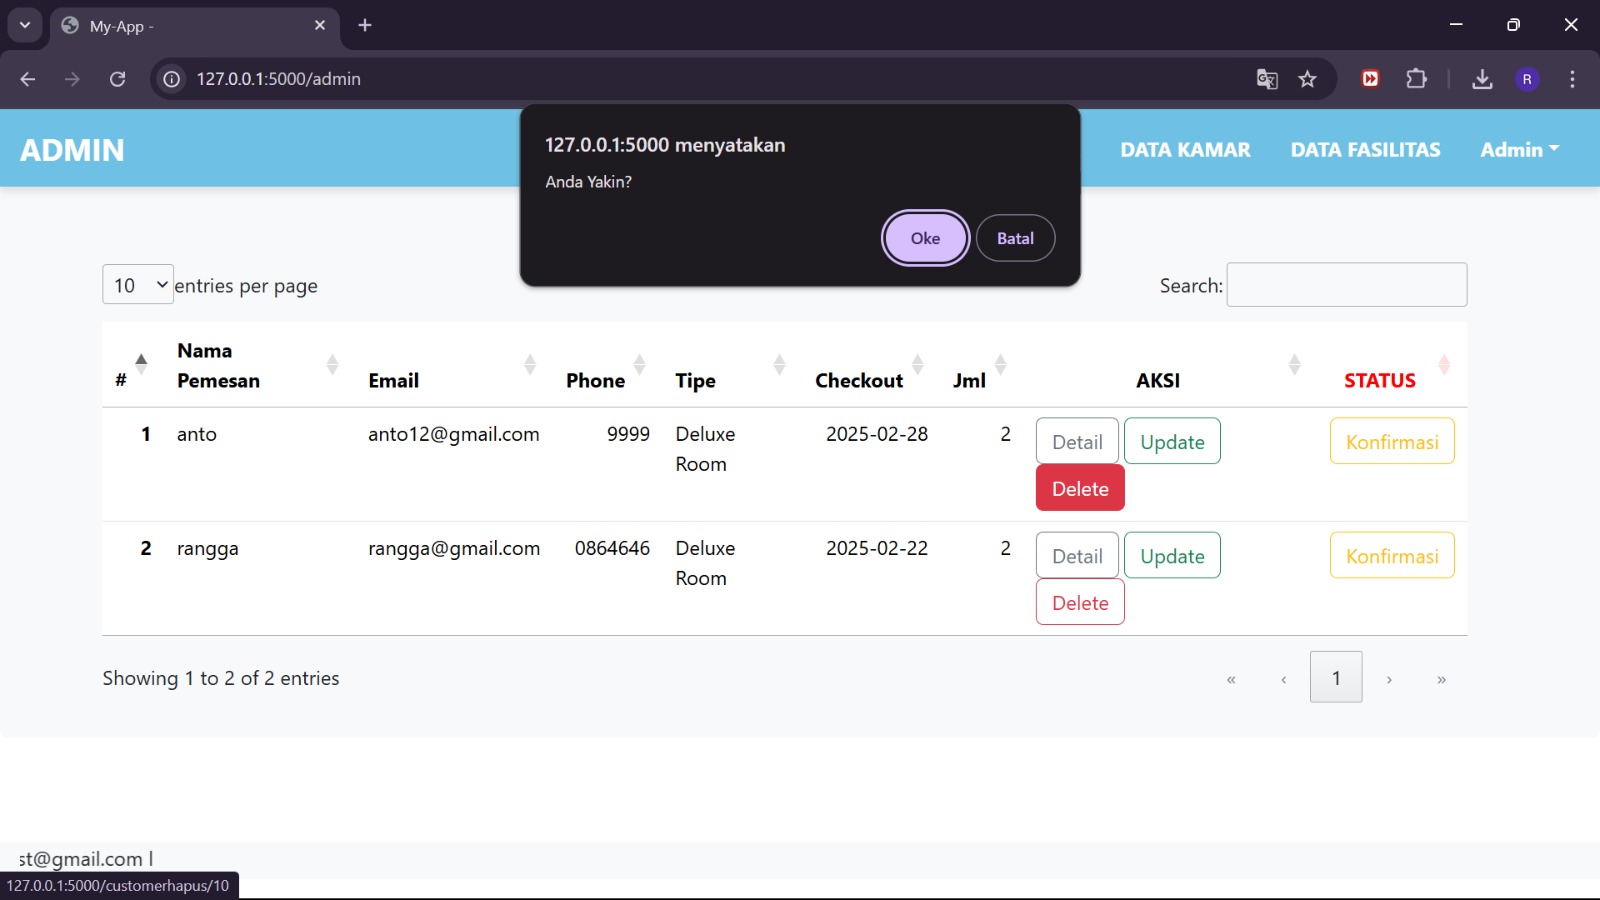 My-App -
127.0.0.1:5000/admin
R
ADMIN
DATA KAMAR
DATA FASILITAS
Admin
127.0.0.1:5000 menyatakan
Anda Yakin?
Oke
Batal
10 entries per page
Search:
# Nama Pemesan Email Phone Tipe Checkout Jml AKSI STATUS
1 anto anto12@gmail.com 9999 Deluxe Room 2025-02-28 2 Detail Update Konfirmasi
Delete
2 rangga rangga@gmail.com 0864646 Deluxe Room 2025-02-22 2 Detail Update Konfirmasi
Delete
Showing 1 to 2 of 2 entries
« ‹ 1 › »
st@gmail.com |
127.0.0.1:5000/customerhapus/10